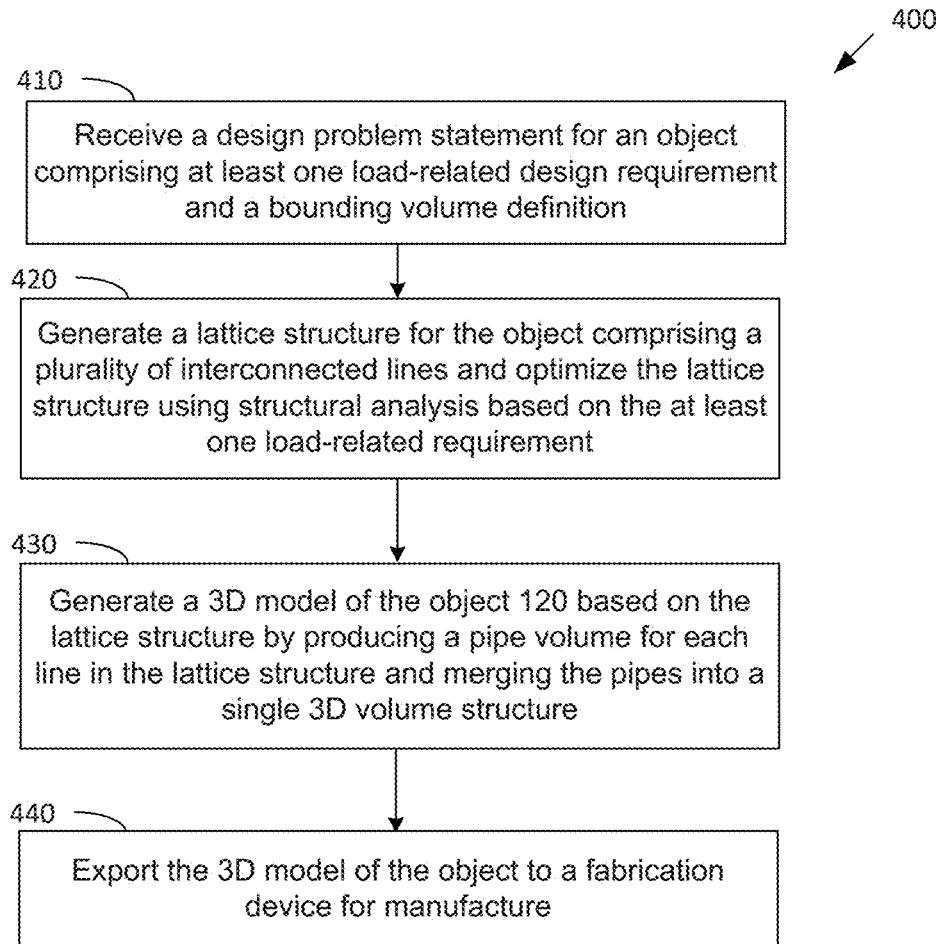 400
410
Receive a design problem statement for an object
comprising at least one load-related design requirement
and a bounding volume definition
420
Generate a lattice structure for the object comprising a
plurality of interconnected lines and optimize the lattice
structure using structural analysis based on the at least
one load-related requirement
430
Generate a 3D model of the object 120 based on the
lattice structure by producing a pipe volume for each
line in the lattice structure and merging the pipes into a
single 3D volume structure
440
Export the 3D model of the object to a fabrication
device for manufacture